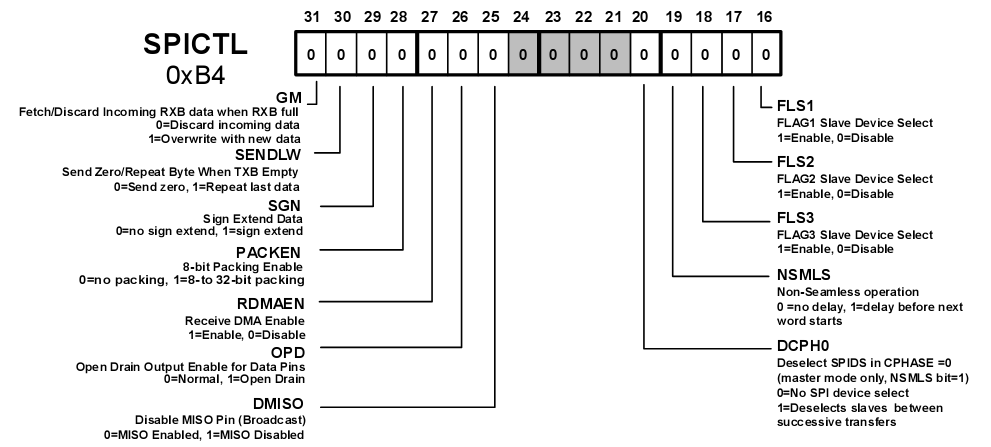 31 30 29 28 27 26 25 24 23 22 21 20 19 18 17 16
SPICTL
0xB4
0 0 0 0 0 0 0 0 0 0 0 0 0 0 0 0
GM
Fetch/Discard Incoming RXB data when RXB full
0=Discard incoming data
1=Overwrite with new data
SENDLW
Send Zero/Repeat Byte When TXB Empty
0=Send zero, 1=Repeat last data
SGN
Sign Extend Data
0=no sign extend, 1=sign extend
PACKEN
8-bit Packing Enable
0=no packing, 1=8-to 32-bit packing
RDMAEN
Receive DMA Enable
1=Enable, 0=Disable
OPD
Open Drain Output Enable for Data Pins
0=Normal, 1=Open Drain
DMISO
Disable MISO Pin (Broadcast)
0=MISO Enabled, 1=MISO Disabled
FLS1
FLAG1 Slave Device Select
1=Enable, 0=Disable
FLS2
FLAG2 Slave Device Select
1=Enable, 0=Disable
FLS3
FLAG3 Slave Device Select
1=Enable, 0=Disable
NSMLS
Non-Seamless operation
0 =no delay, 1=delay before next
word starts
DCPH0
Deselect SPIDS in CPHASE =0
(master mode only, NSMLS bit=1)
0=No SPI device select
1=Deselects slaves between
successive transfers